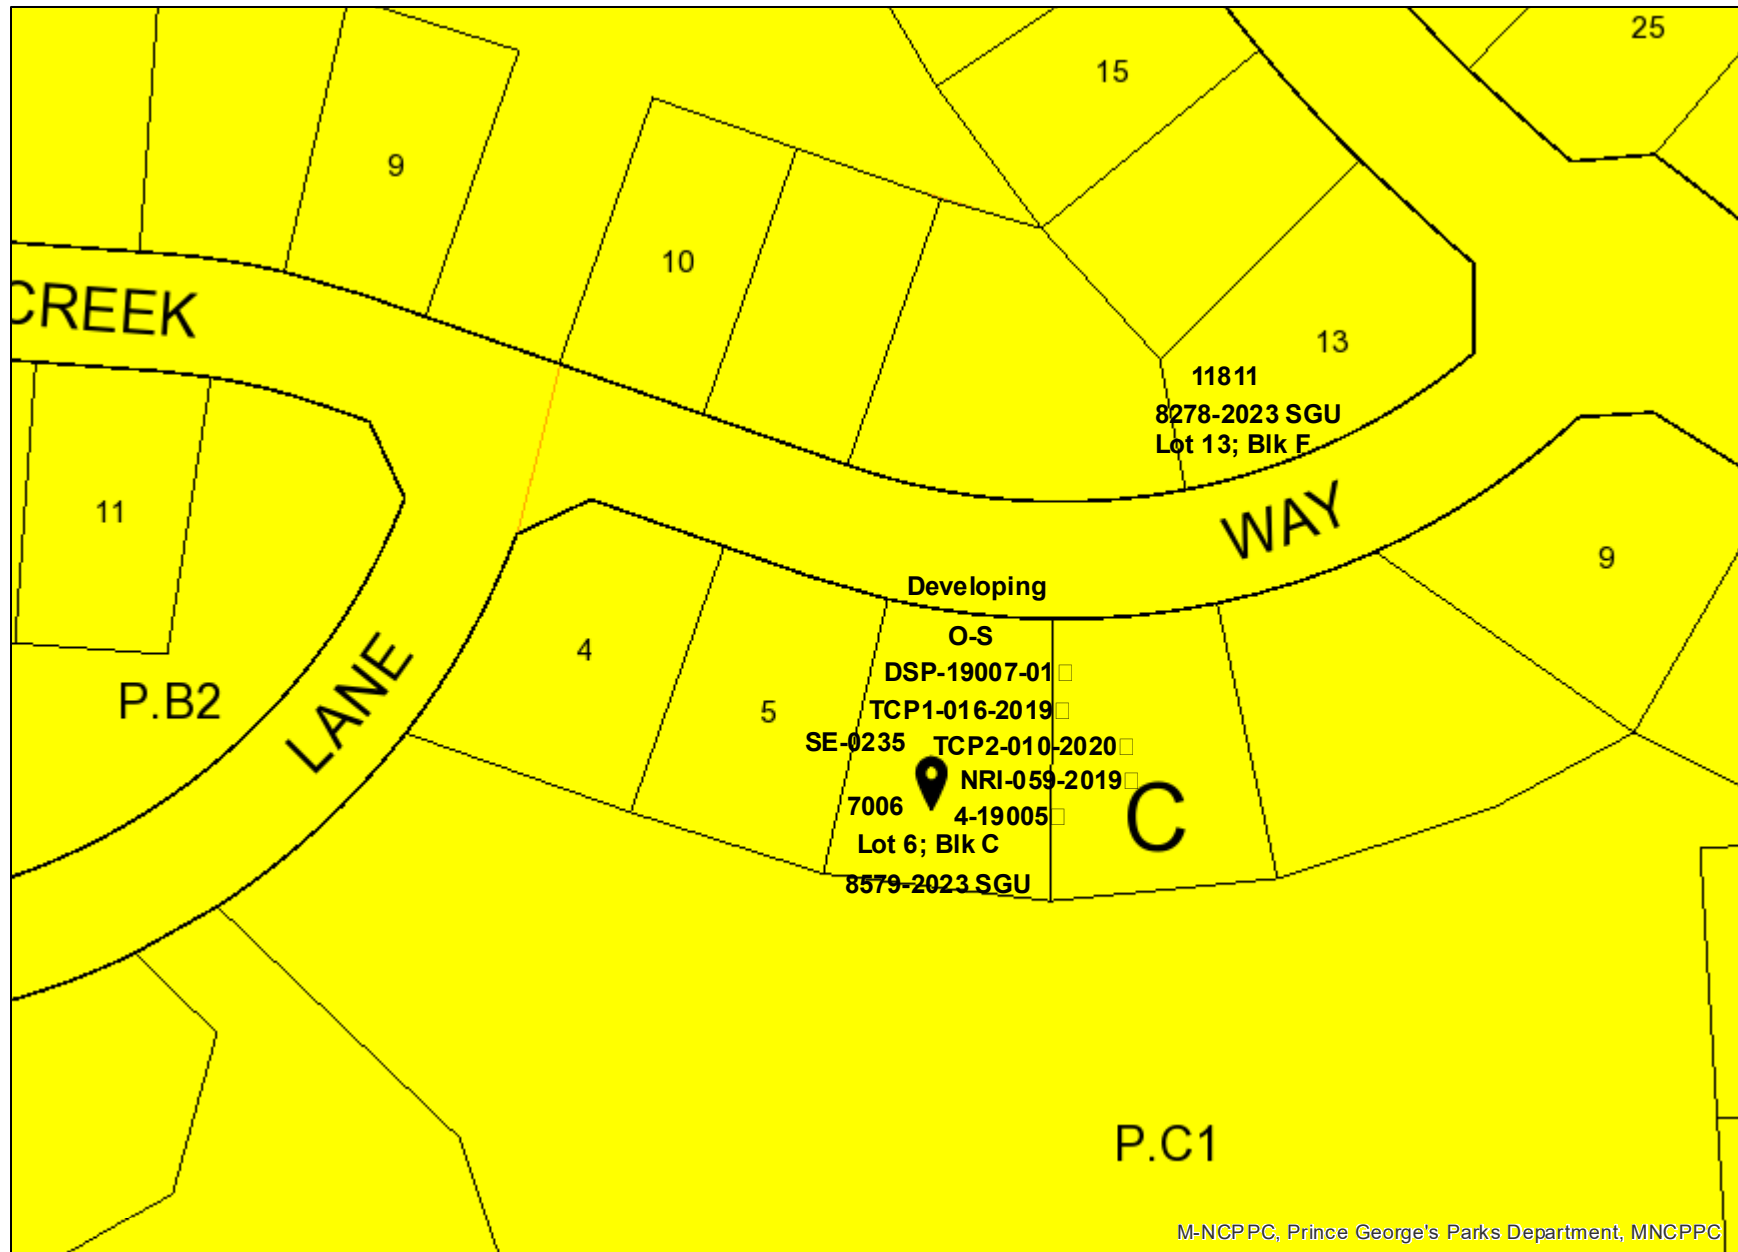 25
15
9
10
CREEK
13
11811
8278-2023 SGU
Lot 13; Blk F
11
WAY
9
Developing
O-S
4
LANE
P.B2
5
DSP-19007-01
TCP1-016-2019
SE-0235
TCP2-010-2020
NRI-059-2019
7006
4-19005
C
Lot 6; Blk C
8579-2023 SGU
P.C1
M-NCPPC, Prince George's Parks Department, MNCPPC